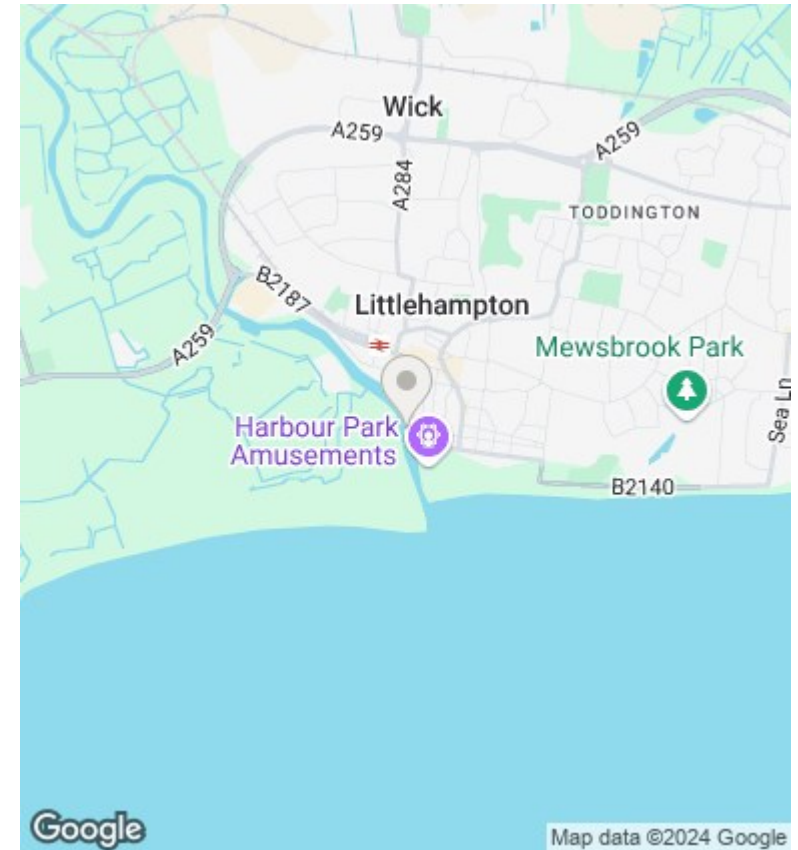 Wick
A259
A259
A284
TODDINGTON
B2187
Littlehampton
A259
Mewsbrook Park
Sea Ln
Harbour Park
Amusements
B2140
Google
Map data ©2024 Google